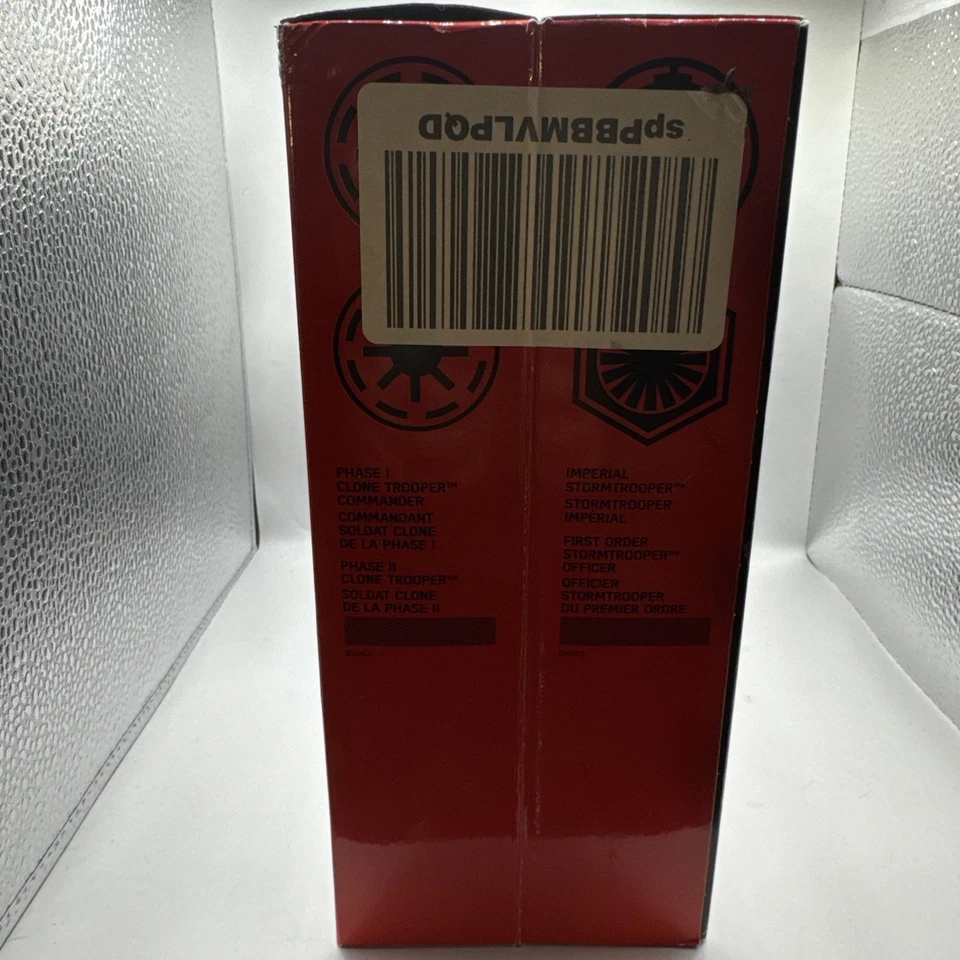 spPBBMVLPQD
PHASE I
CLONE TROOPER™
COMMANDER
COMMANDANT
SOLDAT CLONE
DE LA PHASE I
PHASE II
CLONE TROOPER™
SOLDAT CLONE
DE LA PHASE II
IMPERIAL
STORMTROOPER™
STORMTROOPER
IMPERIAL
FIRST ORDER
STORMTROOPER™
OFFICER
OFFICIER
STORMTROOPER
DU PREMIER ORDRE